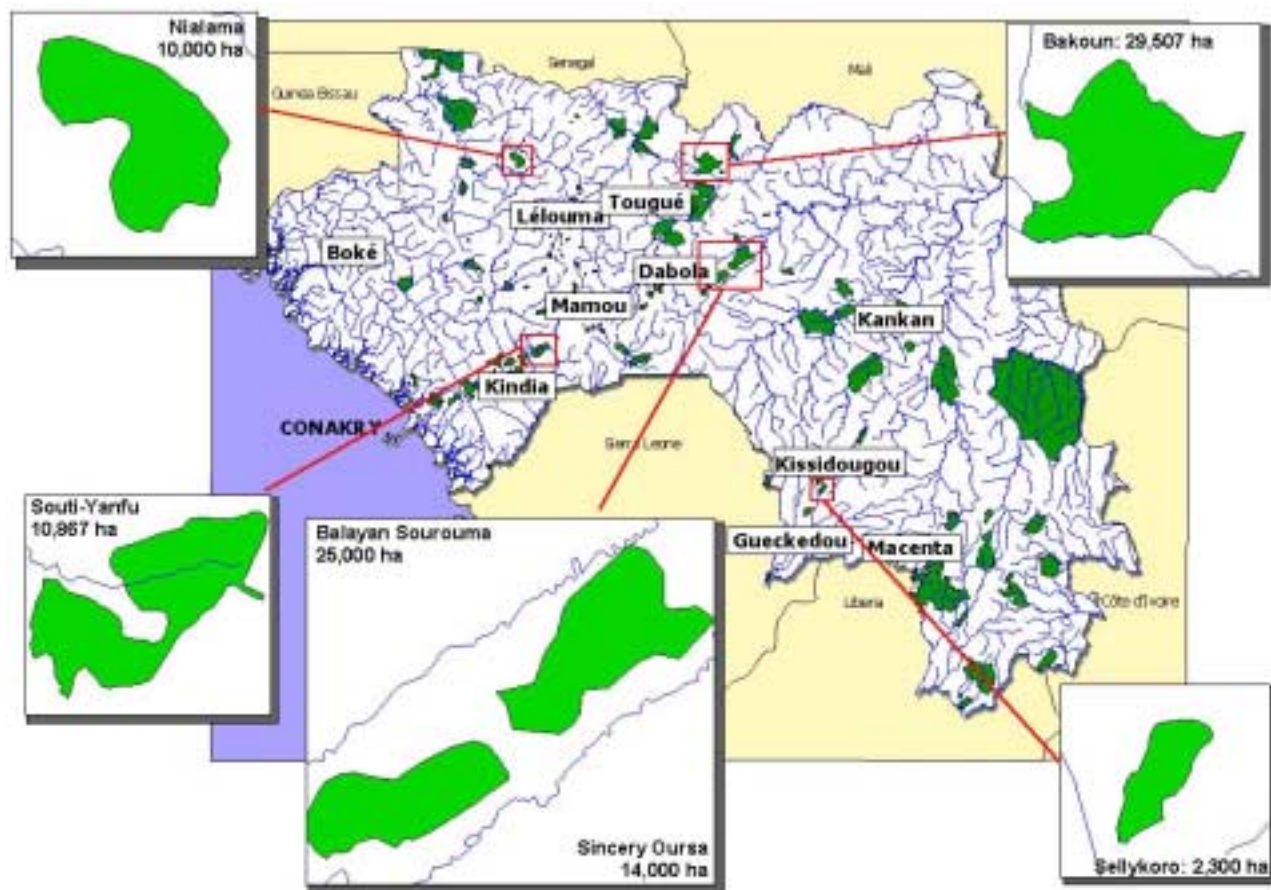 Nialama
10,000 ha
Bakoun: 29,507 ha
Senegal
Mali
Guinea Bissau
Lélouma
Tougué
Boké
Dabola
Mamou
Kankan
Kindia
CONAKRY
Sierra Leone
Kissidougou
Gueckedou
Macenta
Liberia
Côte d'Ivoire
Souti-Yanfu
10,967 ha
Balayan Sourouma
25,000 ha
Sincery Oursa
14,000 ha
Sellykoro: 2,300 ha